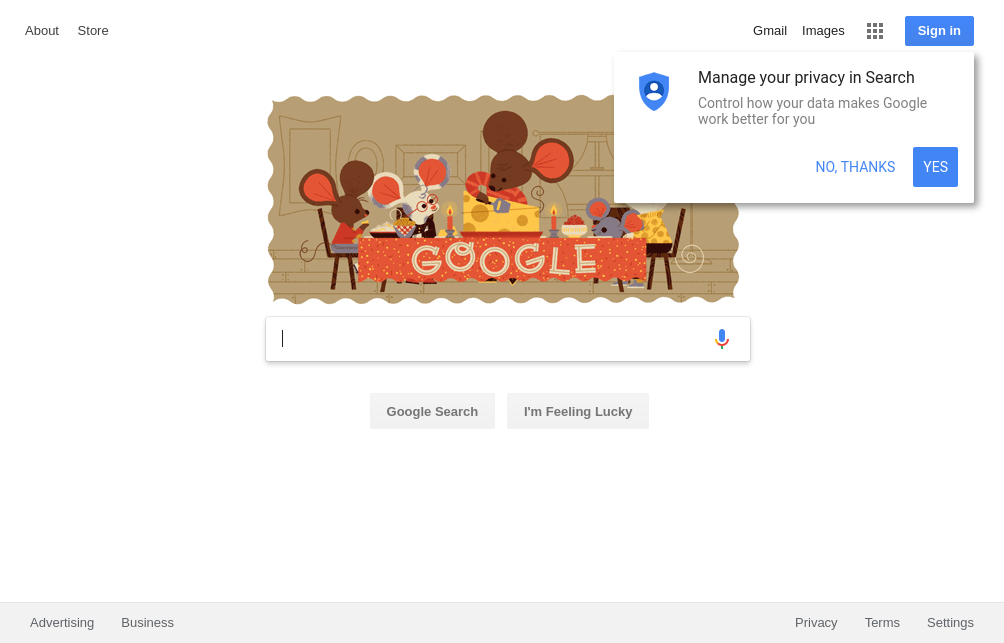 About Store Gmail Images Sign in
Manage your privacy in Search
Control how your data makes Google
work better for you
NO, THANKS YES
GOOGLE
Google Search I'm Feeling Lucky
Advertising Business Privacy Terms Settings